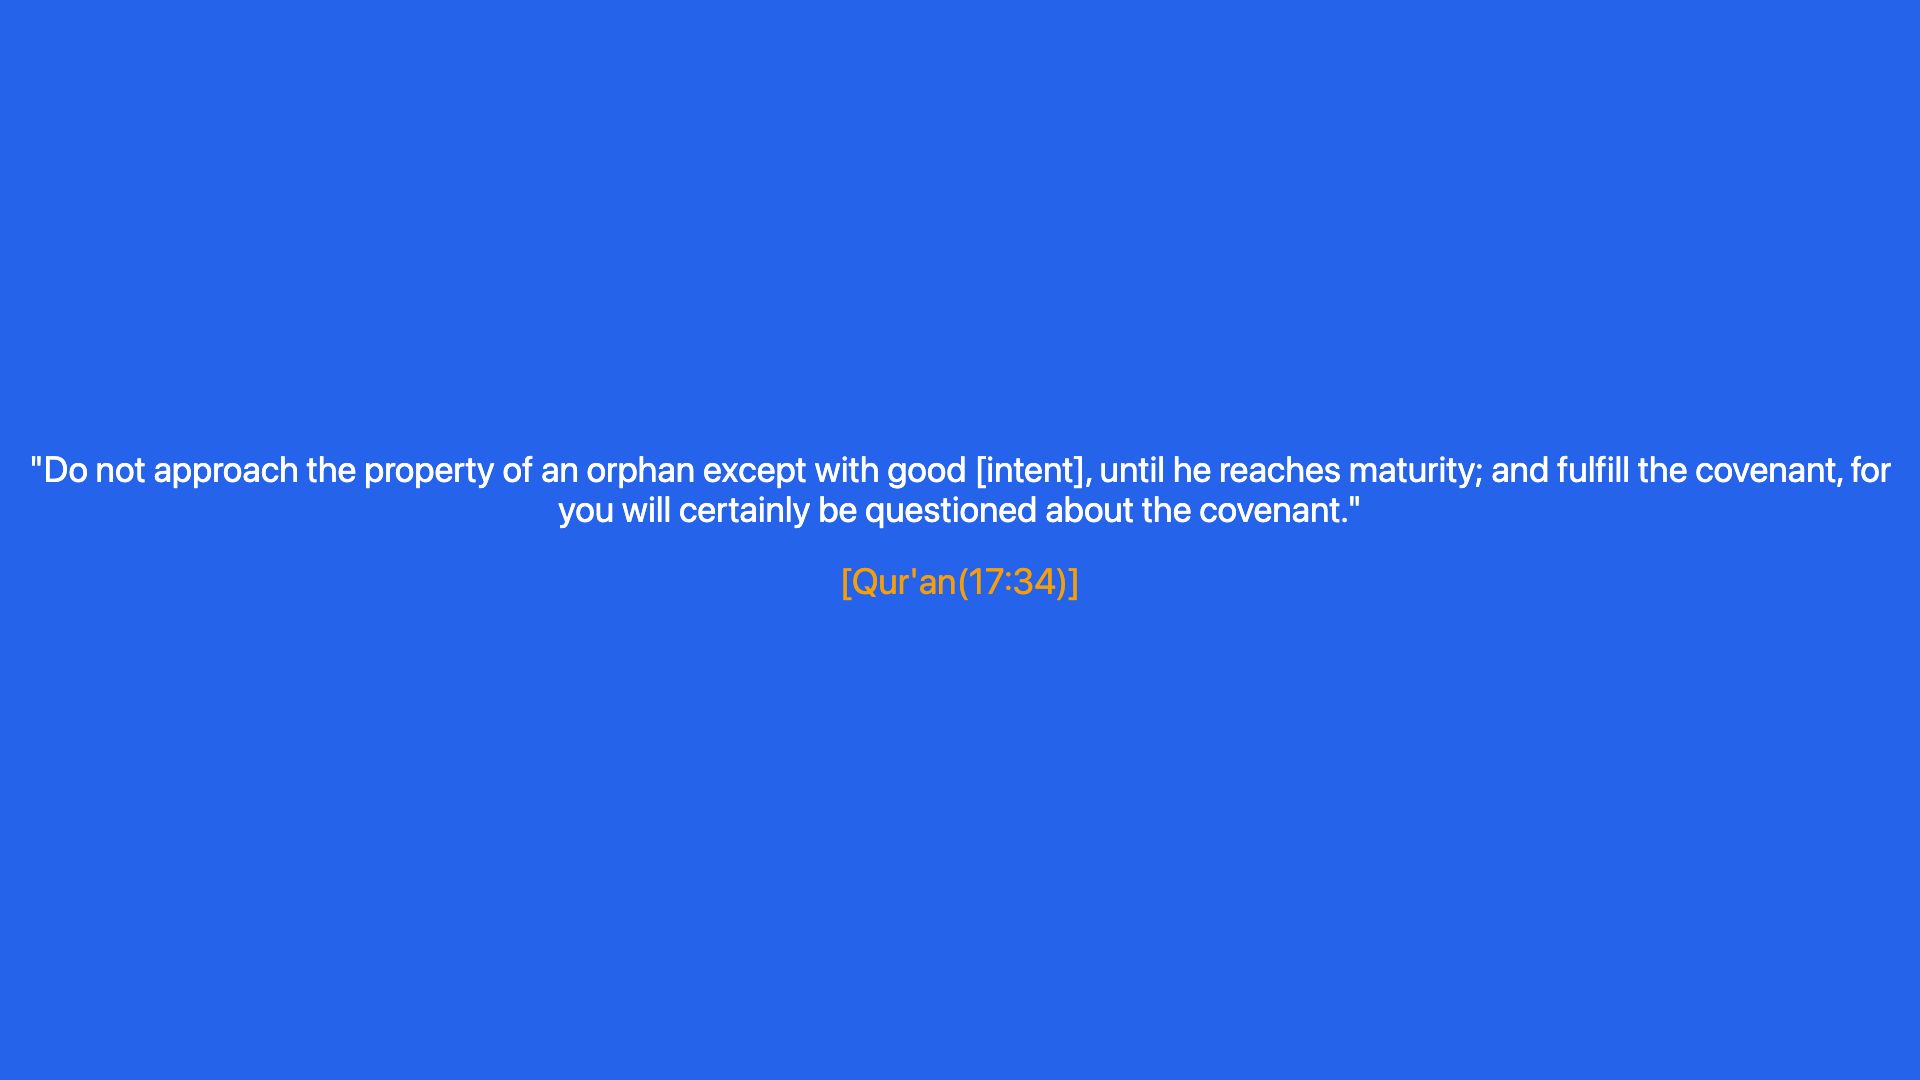 "Do not approach the property of an orphan except with good [intent], until he reaches maturity; and fulfill the covenant, for
you will certainly be questioned about the covenant."
[Qur'an(17:34)]